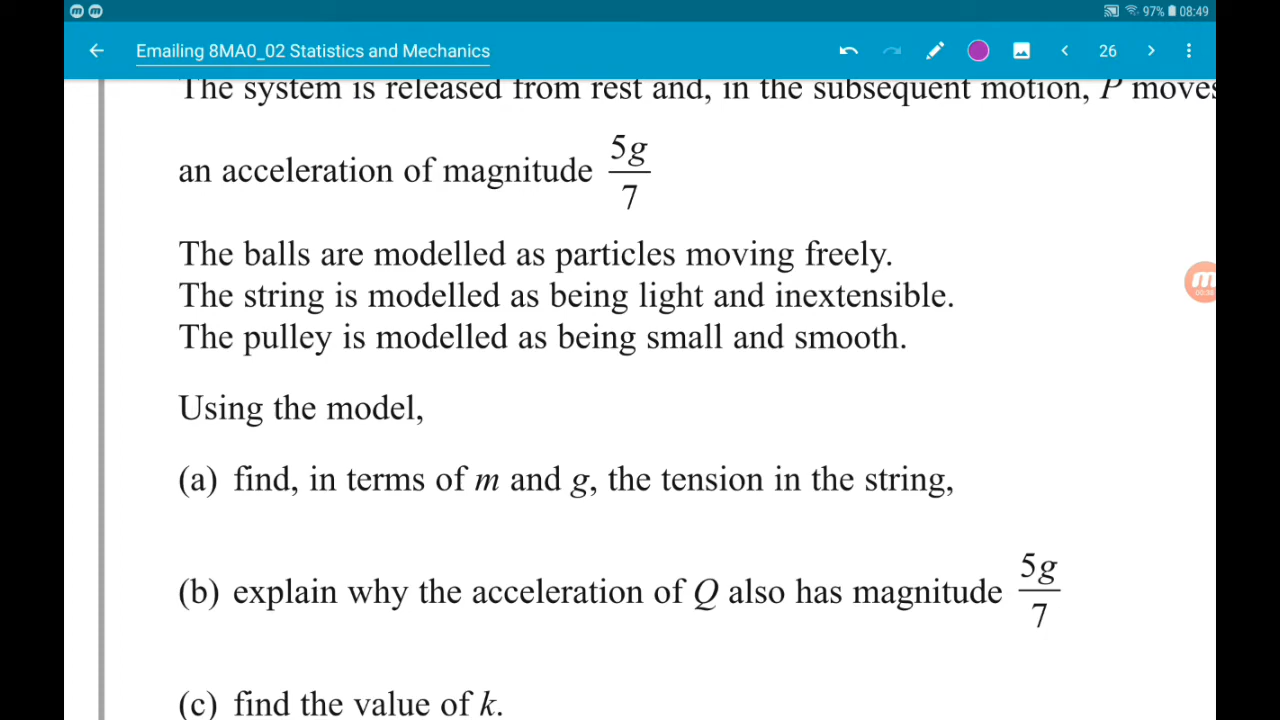 97% 08:49
Emailing 8MA0_02 Statistics and Mechanics 26
The system is released from rest and, in the subsequent motion, P moves
an acceleration of magnitude 5g/7
The balls are modelled as particles moving freely.
The string is modelled as being light and inextensible.
The pulley is modelled as being small and smooth.
Using the model,
(a) find, in terms of m and g, the tension in the string,
(b) explain why the acceleration of Q also has magnitude 5g/7
(c) find the value of k.